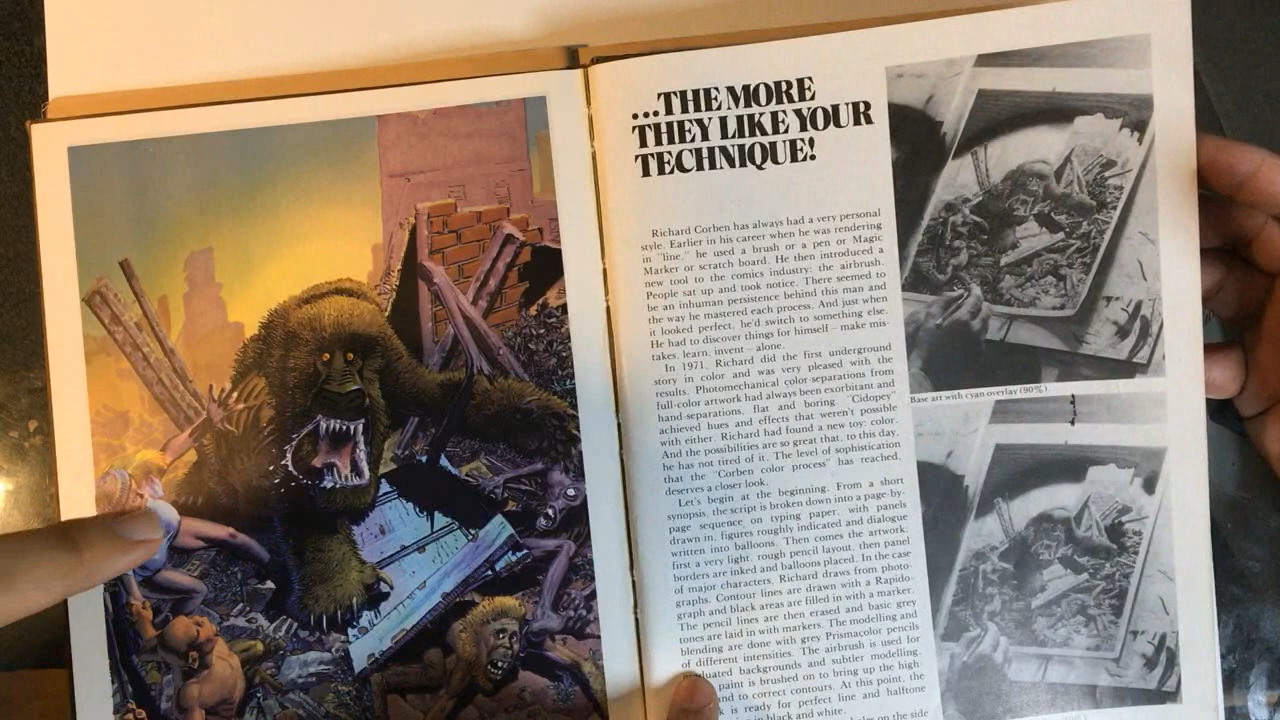 ...THE MORE
THEY LIKE YOUR
TECHNIQUE!
Richard Corben has always had a very personal
style. Earlier in his career when he was rendering
in "line," he used a brush or a pen or Magic
Marker or scratch board. He then introduced a
new tool to the comics industry: the airbrush.
People sat up and took notice. There seemed to
be an inhuman persistence behind this man and
the way he mastered each process. And just when
it looked perfect, he'd switch to something else.
He had to discover things for himself – make mis-
takes, learn, invent – alone.
In 1971, Richard did the first underground
story in color and was very pleased with the
results. Photomechanical color separations from
full-color artwork had always been exorbitant and
hand-separations, flat and boring. "Cidopey"
achieved hues and effects that weren't possible
with either. Richard had found a new toy: color.
And the possibilities are so great that, to this day,
he has not tired of it. The level of sophistication
that the "Corben color process" has reached,
deserves a closer look.
Let's begin at the beginning. From a short
synopsis, the script is broken down into a page-by-
page sequence on typing paper, with panels
drawn in, figures roughly indicated and dialogue
written into balloons. Then comes the artwork:
first a very light, rough pencil layout, then panel
borders are inked and balloons placed. In the case
of major characters, Richard draws from photo-
graphs. Contour lines are drawn with a Rapido-
graph and black areas are filled in with a marker.
The pencil lines are then erased and basic grey
tones are laid in with markers. The modelling and
blending are done with grey Prismacolor pencils
of different intensities. The airbrush is used for
graduated backgrounds and subtler modelling.
paint is brushed on to bring up the high-
and to correct contours. At this point, the
is ready for perfect line and halftone
in black and white.
on the side
Base art with cyan overlay (90%)